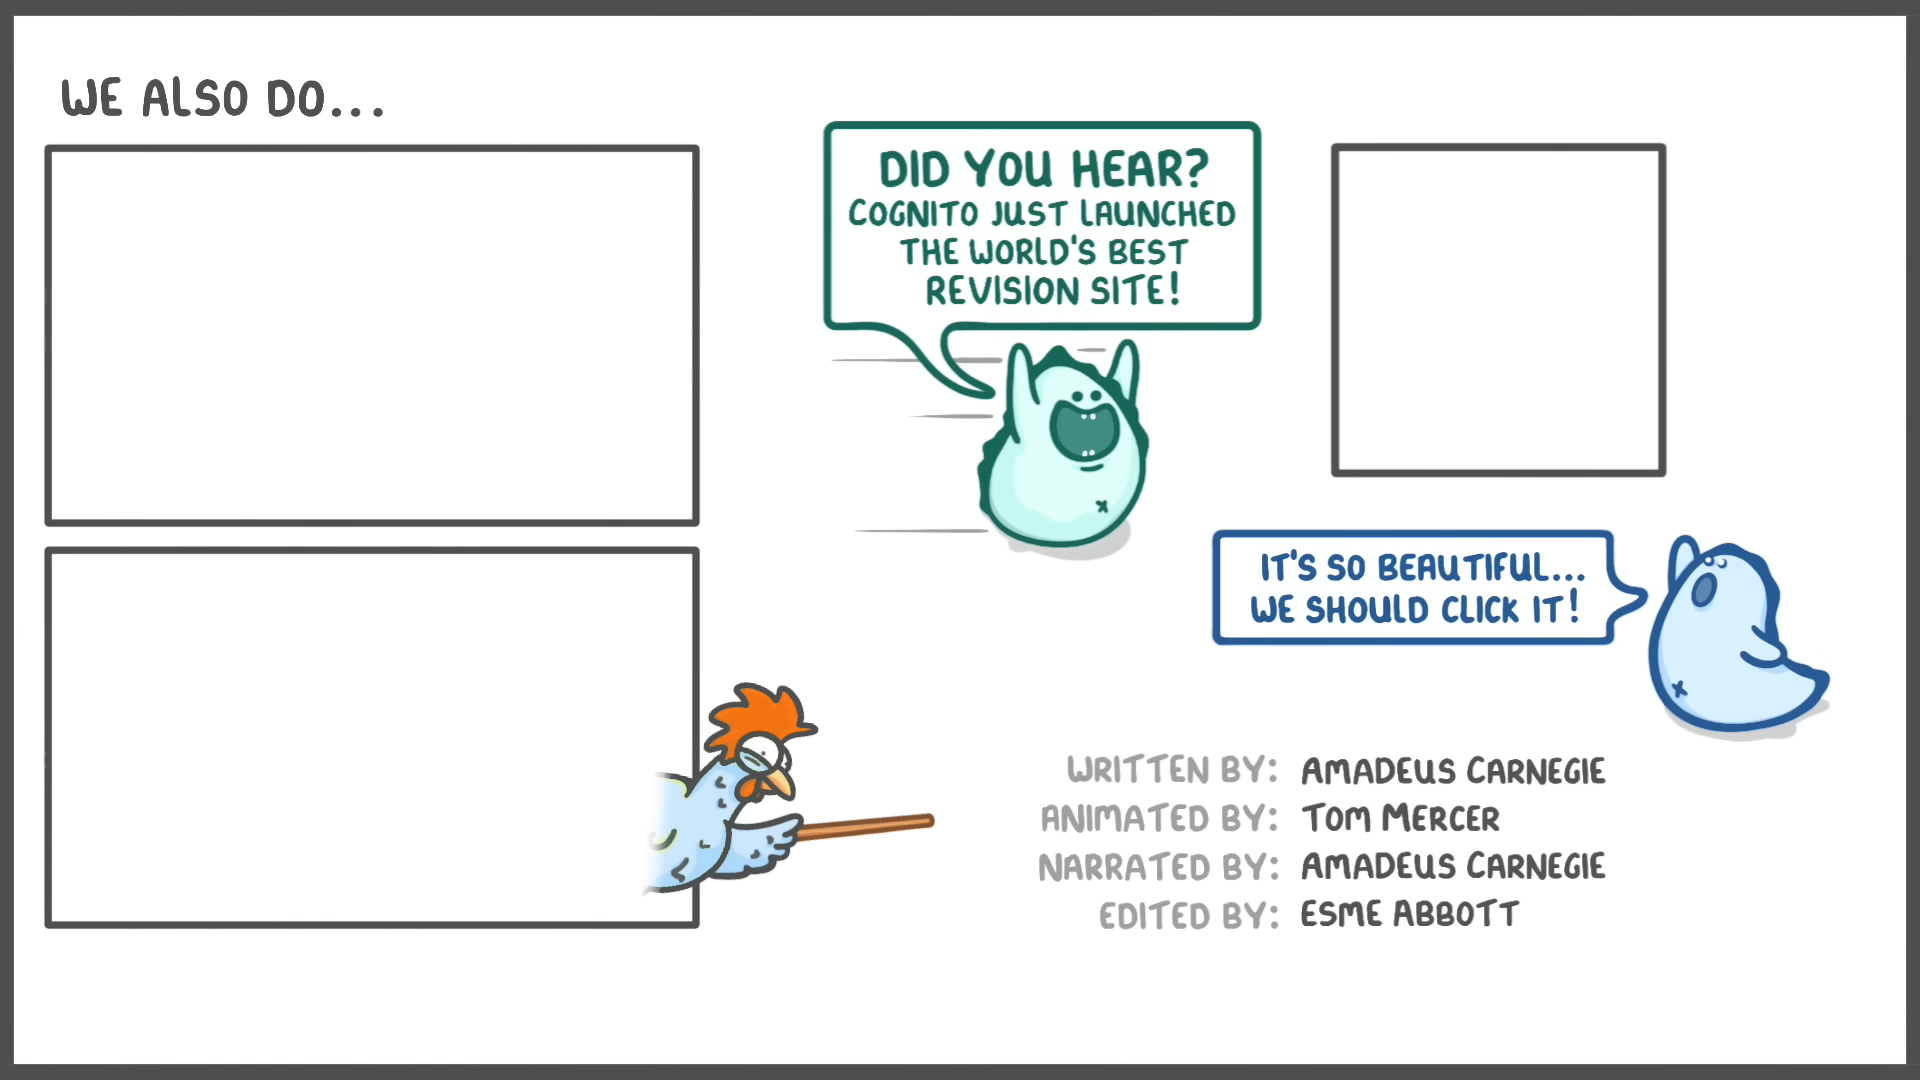 WE ALSO DO...
DID YOU HEAR?
COGNITO JUST LAUNCHED
THE WORLD'S BEST
REVISION SITE!
IT'S SO BEAUTIFUL...
WE SHOULD CLICK IT!
WRITTEN BY: AMADEUS CARNEGIE
ANIMATED BY: TOM MERCER
NARRATED BY: AMADEUS CARNEGIE
EDITED BY: ESME ABBOTT